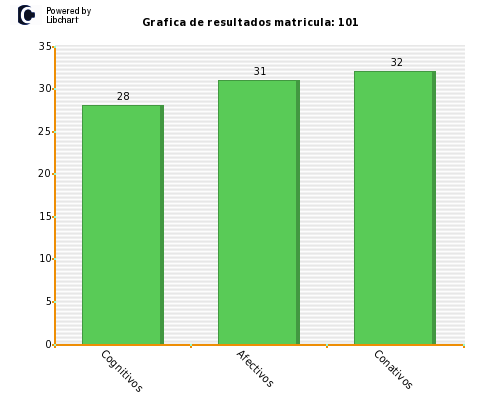 Powered by
Libchart
Grafica de resultados matricula: 101
35
30
25
20
15
10
5
0
28
31
32
Cognitivos
Afectivos
Conativos